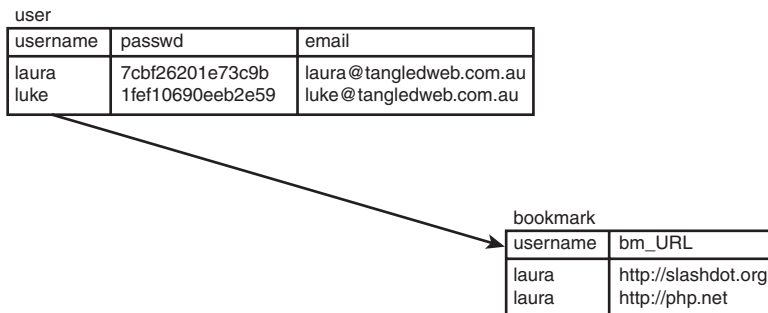 user
username passwd email
laura 7cbf26201e73c9b laura@tangledweb.com.au
luke 1fef10690eeb2e59 luke@tangledweb.com.au
bookmark
username bm_URL
laura http://slashdot.org
laura http://php.net